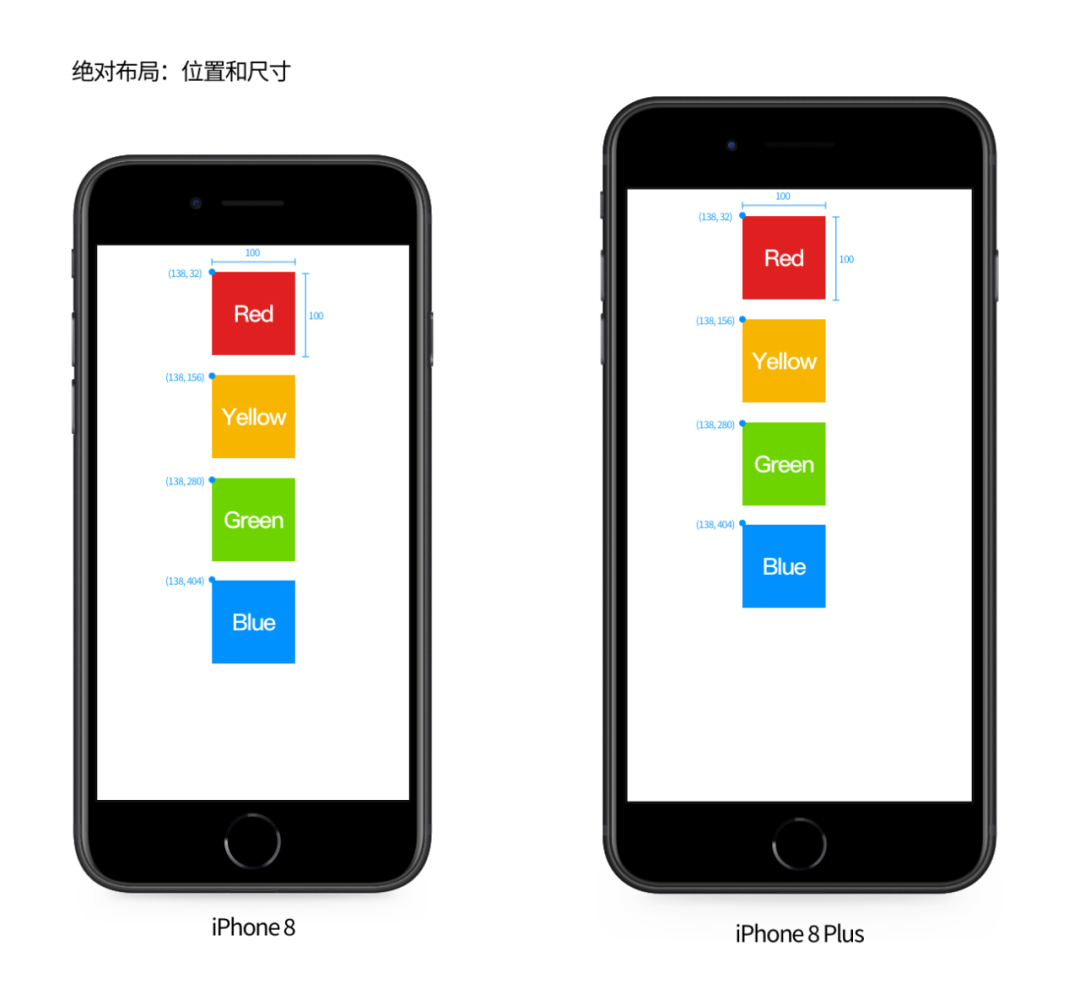 绝对布局：位置和尺寸
100
(138, 32)
Red
100
(138, 156)
Yellow
(138, 280)
Green
(138, 404)
Blue
iPhone 8
100
(138, 32)
Red
100
(138, 156)
Yellow
(138, 280)
Green
(138, 404)
Blue
iPhone 8 Plus